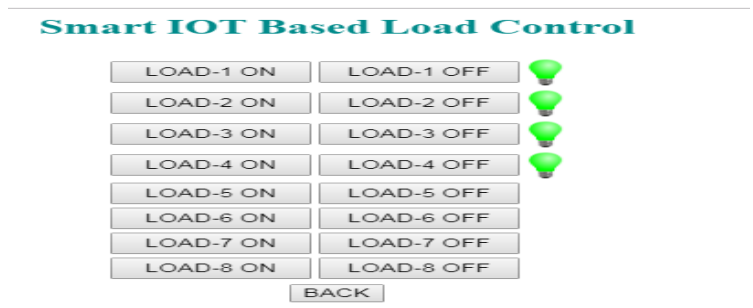 Smart IOT Based Load Control
LOAD-1 ON LOAD-1 OFF
LOAD-2 ON LOAD-2 OFF
LOAD-3 ON LOAD-3 OFF
LOAD-4 ON LOAD-4 OFF
LOAD-5 ON LOAD-5 OFF
LOAD-6 ON LOAD-6 OFF
LOAD-7 ON LOAD-7 OFF
LOAD-8 ON LOAD-8 OFF
BACK